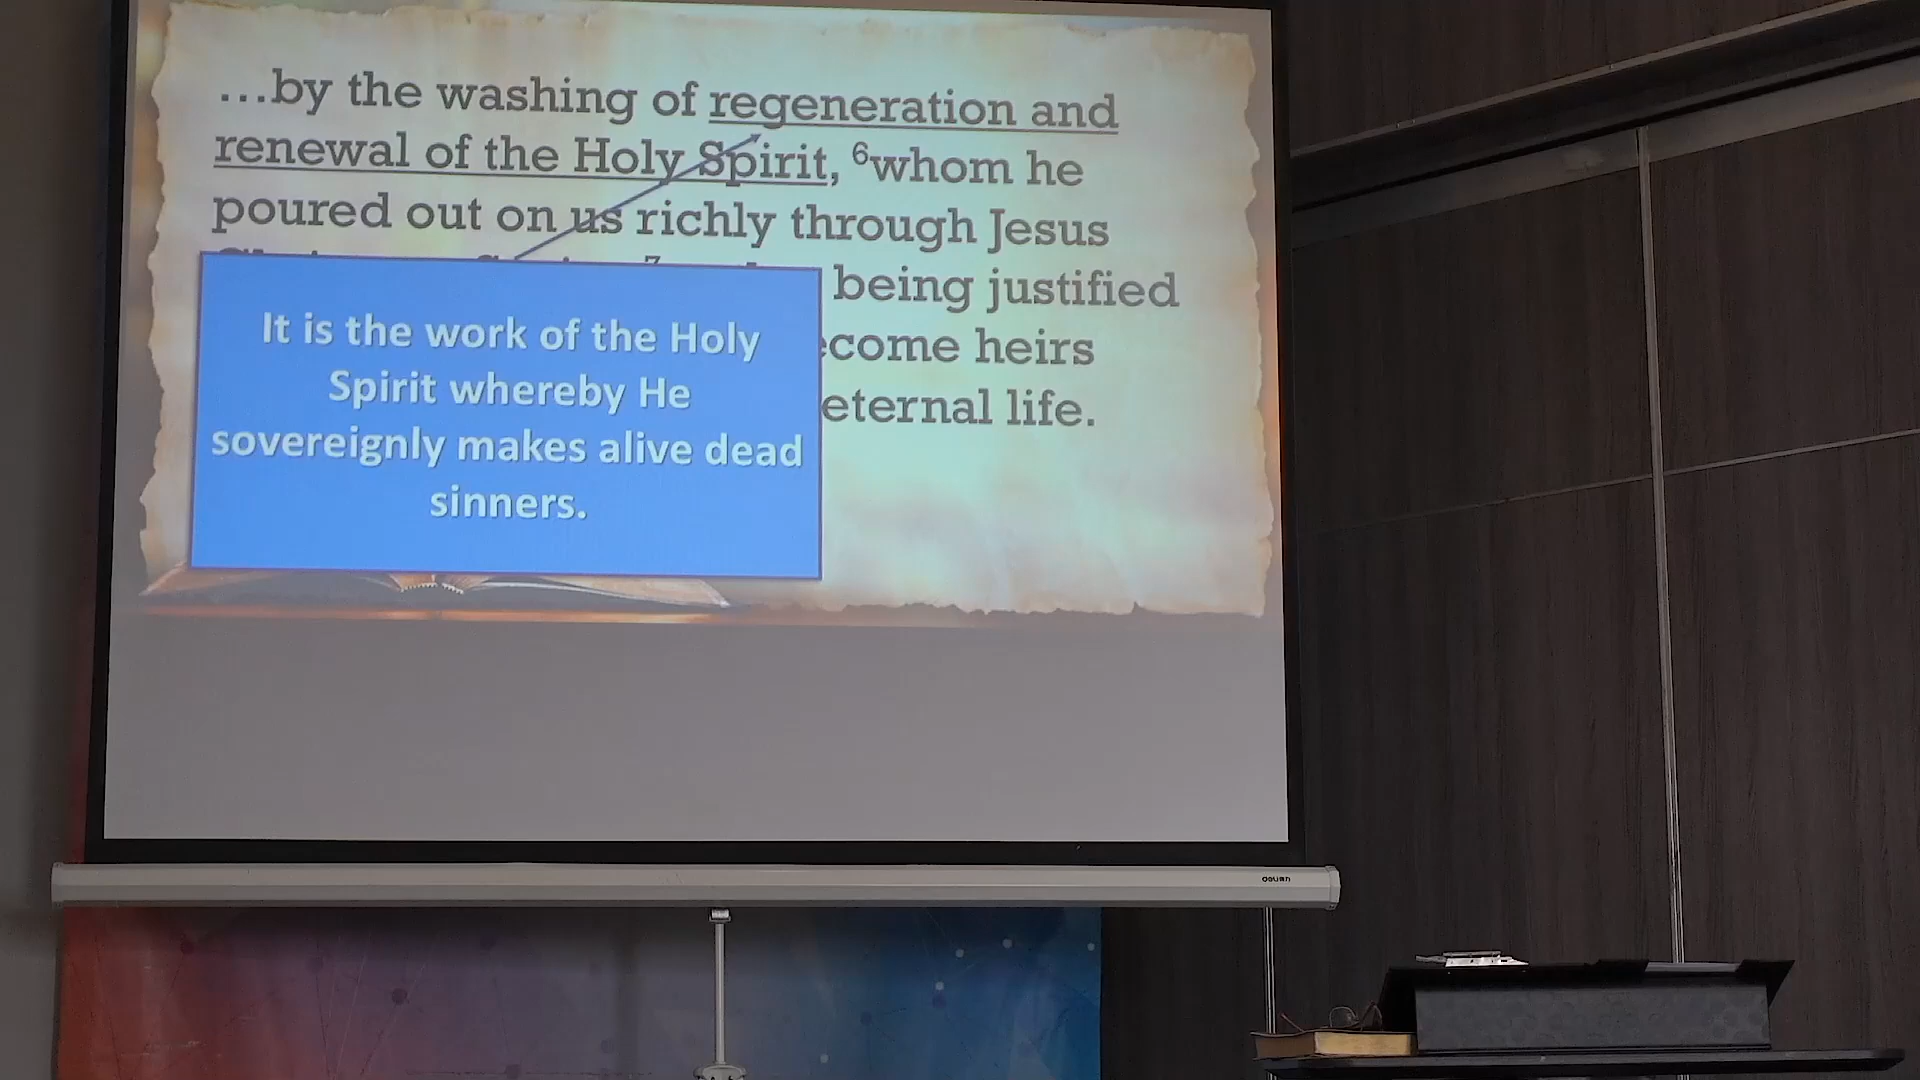 ...by the washing of regeneration and
renewal of the Holy Spirit, ⁶whom he
poured out on us richly through Jesus
being justified
come heirs
eternal life.
It is the work of the Holy
Spirit whereby He
sovereignly makes alive dead
sinners.